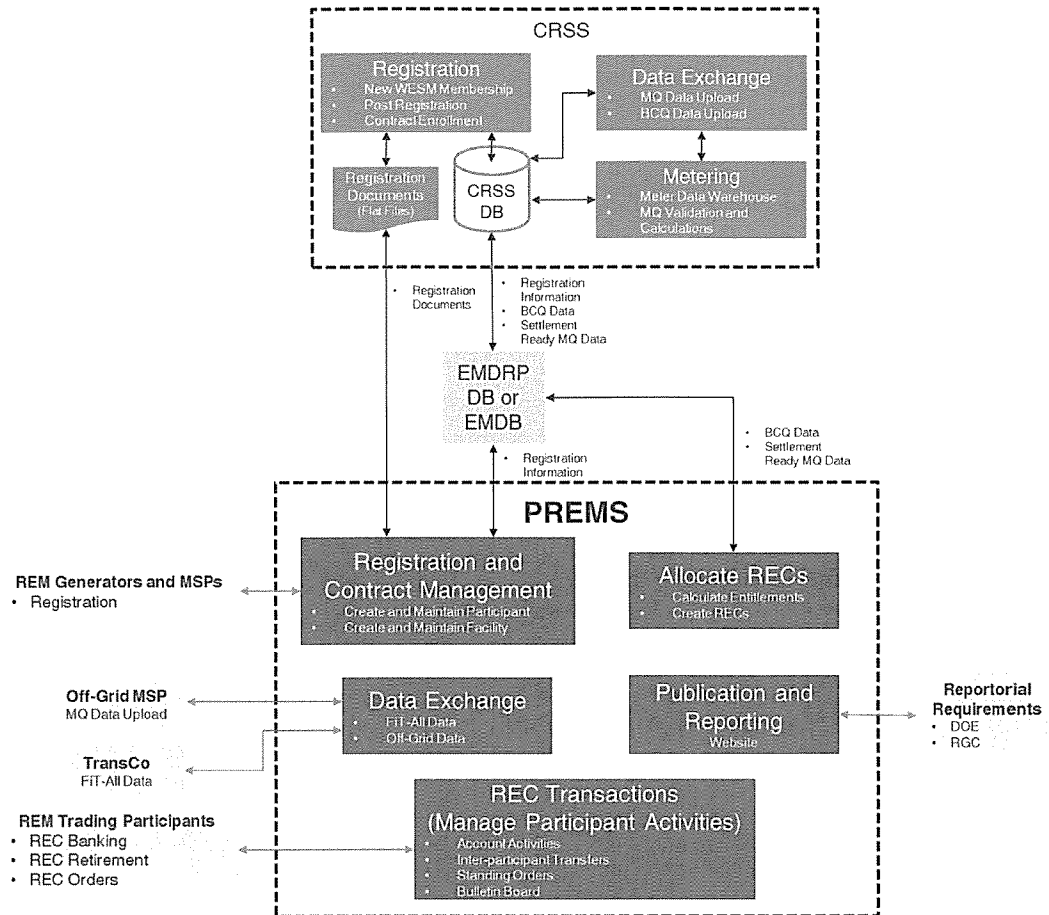 CRSS
Registration
• New WESM Membership
• Post Registration
• Contract Enrollment
Data Exchange
• MQ Data Upload
• BCQ Data Upload
Registration
Documents
(Flat Files)
CRSS
DB
Metering
• Meter Data Warehouse
• MQ Validation and
Calculations
• Registration
Documents
• Registration
Information
• BCQ Data
• Settlement
Ready MQ Data
EMDRP
DB or
EMDB
• BCQ Data
• Settlement
Ready MQ Data
• Registration
Information
PREMS
Registration and
Contract Management
• Create and Maintain Participant
• Create and Maintain Facility
Allocate RECs
• Calculate Entitlements
• Create RECs
REM Generators and MSPs
• Registration
Off-Grid MSP
MQ Data Upload
TransCo
FiT-All Data
Data Exchange
• FiT-All Data
• Off-Grid Data
Publication and
Reporting
Website
Reportorial
Requirements
• DOE
• RGC
REM Trading Participants
• REC Banking
• REC Retirement
• REC Orders
REC Transactions
(Manage Participant Activities)
• Account Activities
• Inter-participant Transfers
• Standing Orders
• Bulletin Board